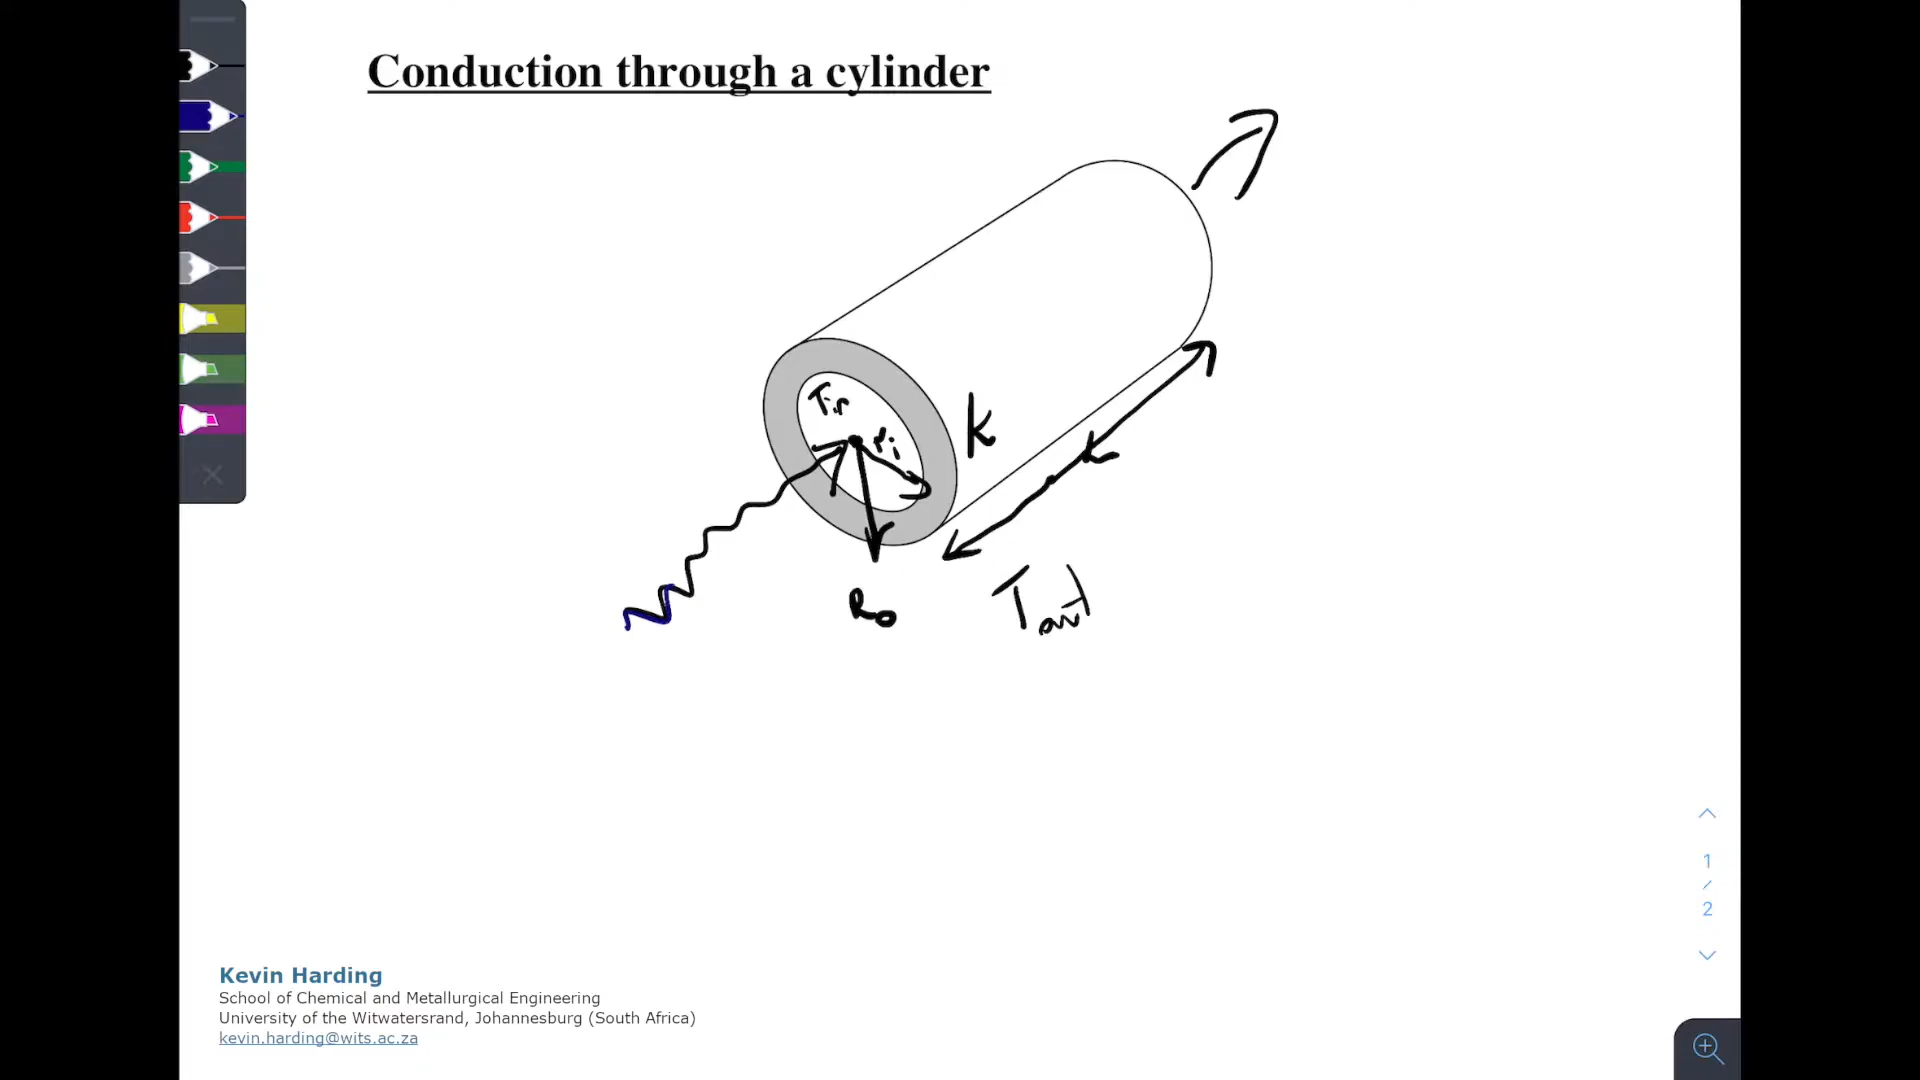 Conduction through a cylinder
Tin
ri
k
Ro
Tout
1
/
2
Kevin Harding
School of Chemical and Metallurgical Engineering
University of the Witwatersrand, Johannesburg (South Africa)
kevin.harding@wits.ac.za